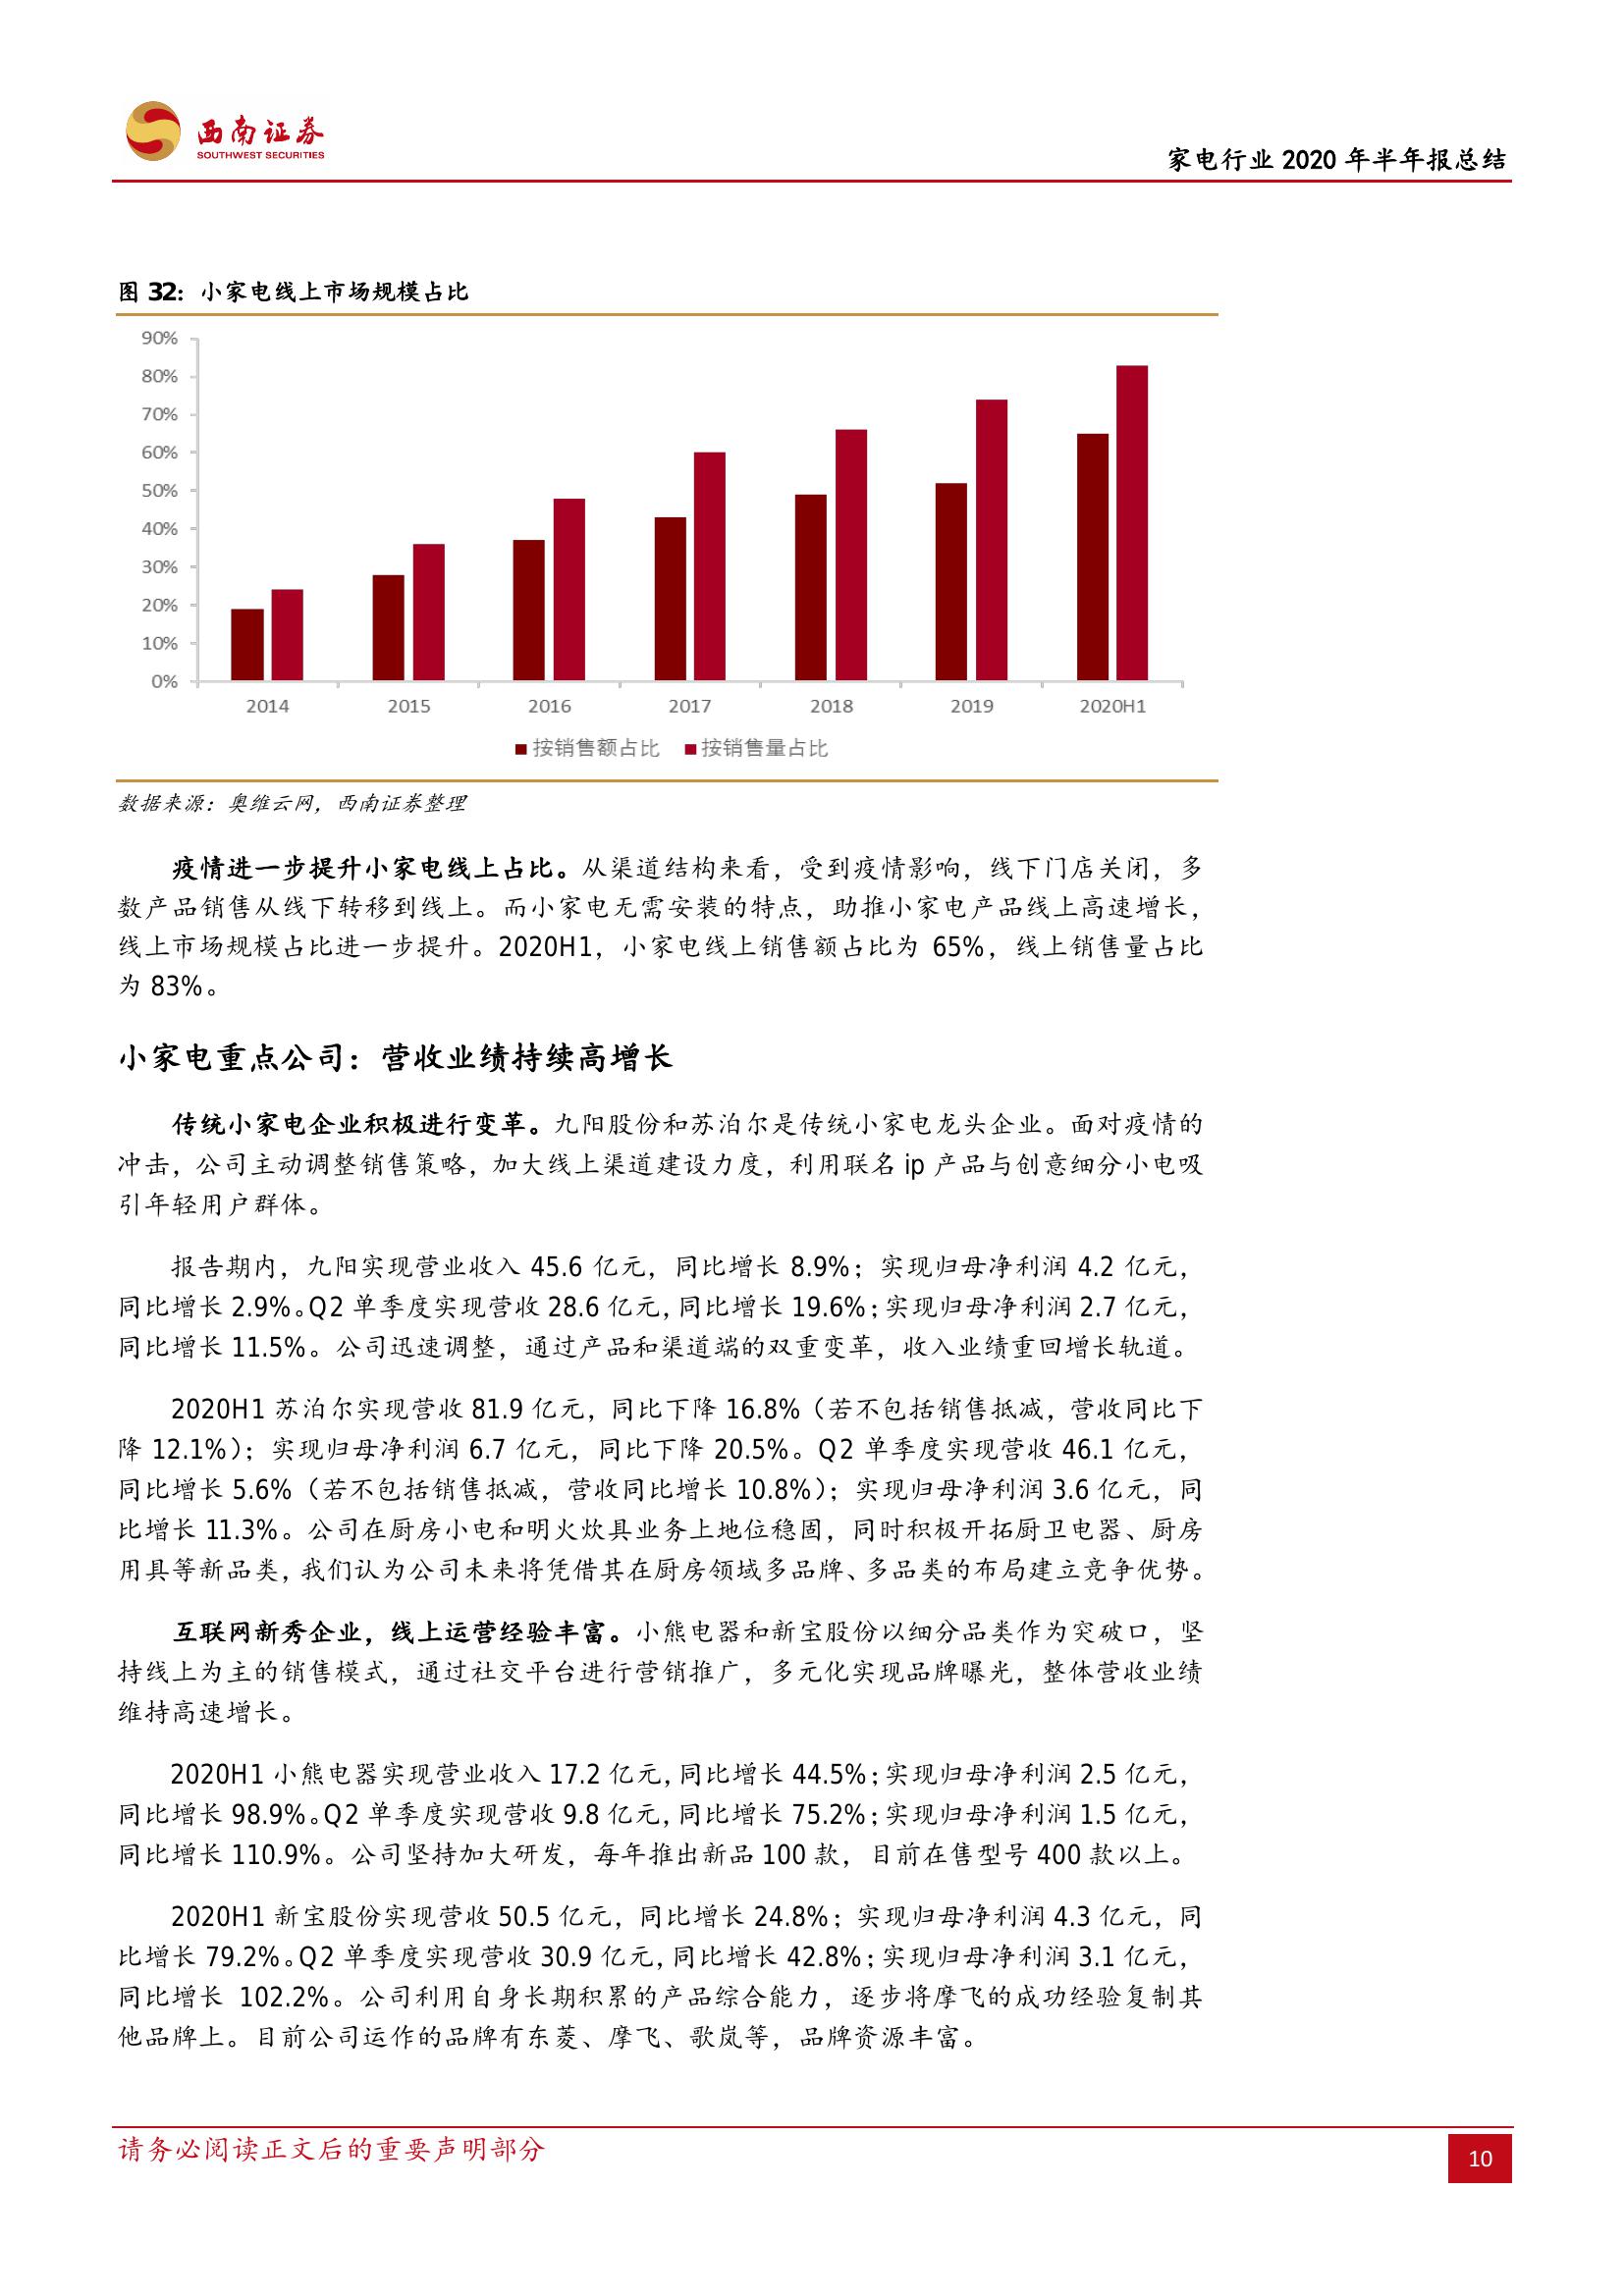 西南证券
SOUTHWEST SECURITIES
家电行业 2020 年半年报总结
图 32：小家电线上市场规模占比
90%
80%
70%
60%
50%
40%
30%
20%
10%
0%
2014 2015 2016 2017 2018 2019 2020H1
按销售额占比 按销售量占比
数据来源：奥维云网，西南证券整理
疫情进一步提升小家电线上占比。从渠道结构来看，受到疫情影响，线下门店关闭，多
数产品销售从线下转移到线上。而小家电无需安装的特点，助推小家电产品线上高速增长，
线上市场规模占比进一步提升。2020H1，小家电线上销售额占比为 65%，线上销售量占比
为 83%。
小家电重点公司：营收业绩持续高增长
传统小家电企业积极进行变革。九阳股份和苏泊尔是传统小家电龙头企业。面对疫情的
冲击，公司主动调整销售策略，加大线上渠道建设力度，利用联名 ip 产品与创意细分小电吸
引年轻用户群体。
报告期内，九阳实现营业收入 45.6 亿元，同比增长 8.9%；实现归母净利润 4.2 亿元，
同比增长 2.9%。Q2 单季度实现营收 28.6 亿元，同比增长 19.6%；实现归母净利润 2.7 亿元，
同比增长 11.5%。公司迅速调整，通过产品和渠道端的双重变革，收入业绩重回增长轨道。
2020H1 苏泊尔实现营收 81.9 亿元，同比下降 16.8%（若不包括销售抵减，营收同比下
降 12.1%）；实现归母净利润 6.7 亿元，同比下降 20.5%。Q2 单季度实现营收 46.1 亿元，
同比增长 5.6%（若不包括销售抵减，营收同比增长 10.8%）；实现归母净利润 3.6 亿元，同
比增长 11.3%。公司在厨房小电和明火炊具业务上地位稳固，同时积极开拓厨卫电器、厨房
用具等新品类，我们认为公司未来将凭借其在厨房领域多品牌、多品类的布局建立竞争优势。
互联网新秀企业，线上运营经验丰富。小熊电器和新宝股份以细分品类作为突破口，坚
持线上为主的销售模式，通过社交平台进行营销推广，多元化实现品牌曝光，整体营收业绩
维持高速增长。
2020H1 小熊电器实现营业收入 17.2 亿元，同比增长 44.5%；实现归母净利润 2.5 亿元，
同比增长 98.9%。Q2 单季度实现营收 9.8 亿元，同比增长 75.2%；实现归母净利润 1.5 亿元，
同比增长 110.9%。公司坚持加大研发，每年推出新品 100 款，目前在售型号 400 款以上。
2020H1 新宝股份实现营收 50.5 亿元，同比增长 24.8%；实现归母净利润 4.3 亿元，同
比增长 79.2%。Q2 单季度实现营收 30.9 亿元，同比增长 42.8%；实现归母净利润 3.1 亿元，
同比增长 102.2%。公司利用自身长期积累的产品综合能力，逐步将摩飞的成功经验复制其
他品牌上。目前公司运作的品牌有东菱、摩飞、歌岚等，品牌资源丰富。
请务必阅读正文后的重要声明部分
10